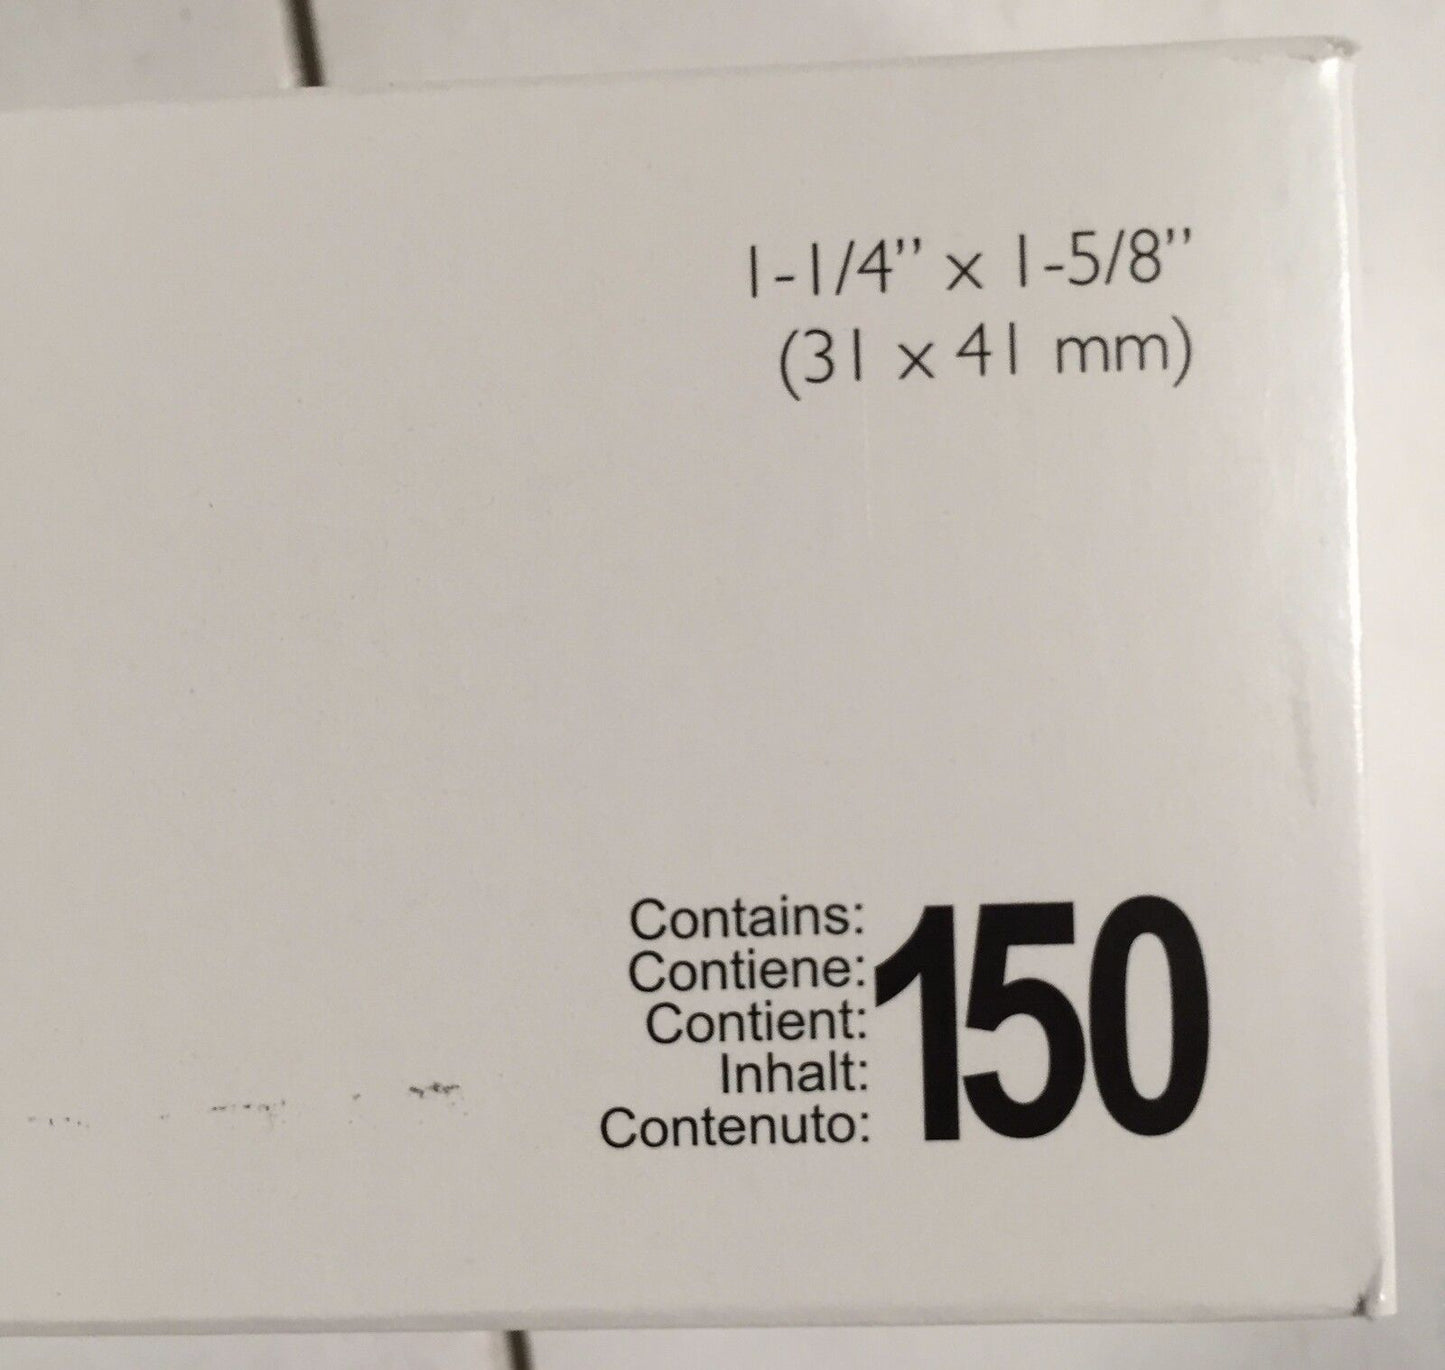 1-1/4" x 1-5/8"
(31 x 41 mm)
Contains:
Contiene:
Contient:
Inhalt:
Contenuto:
150